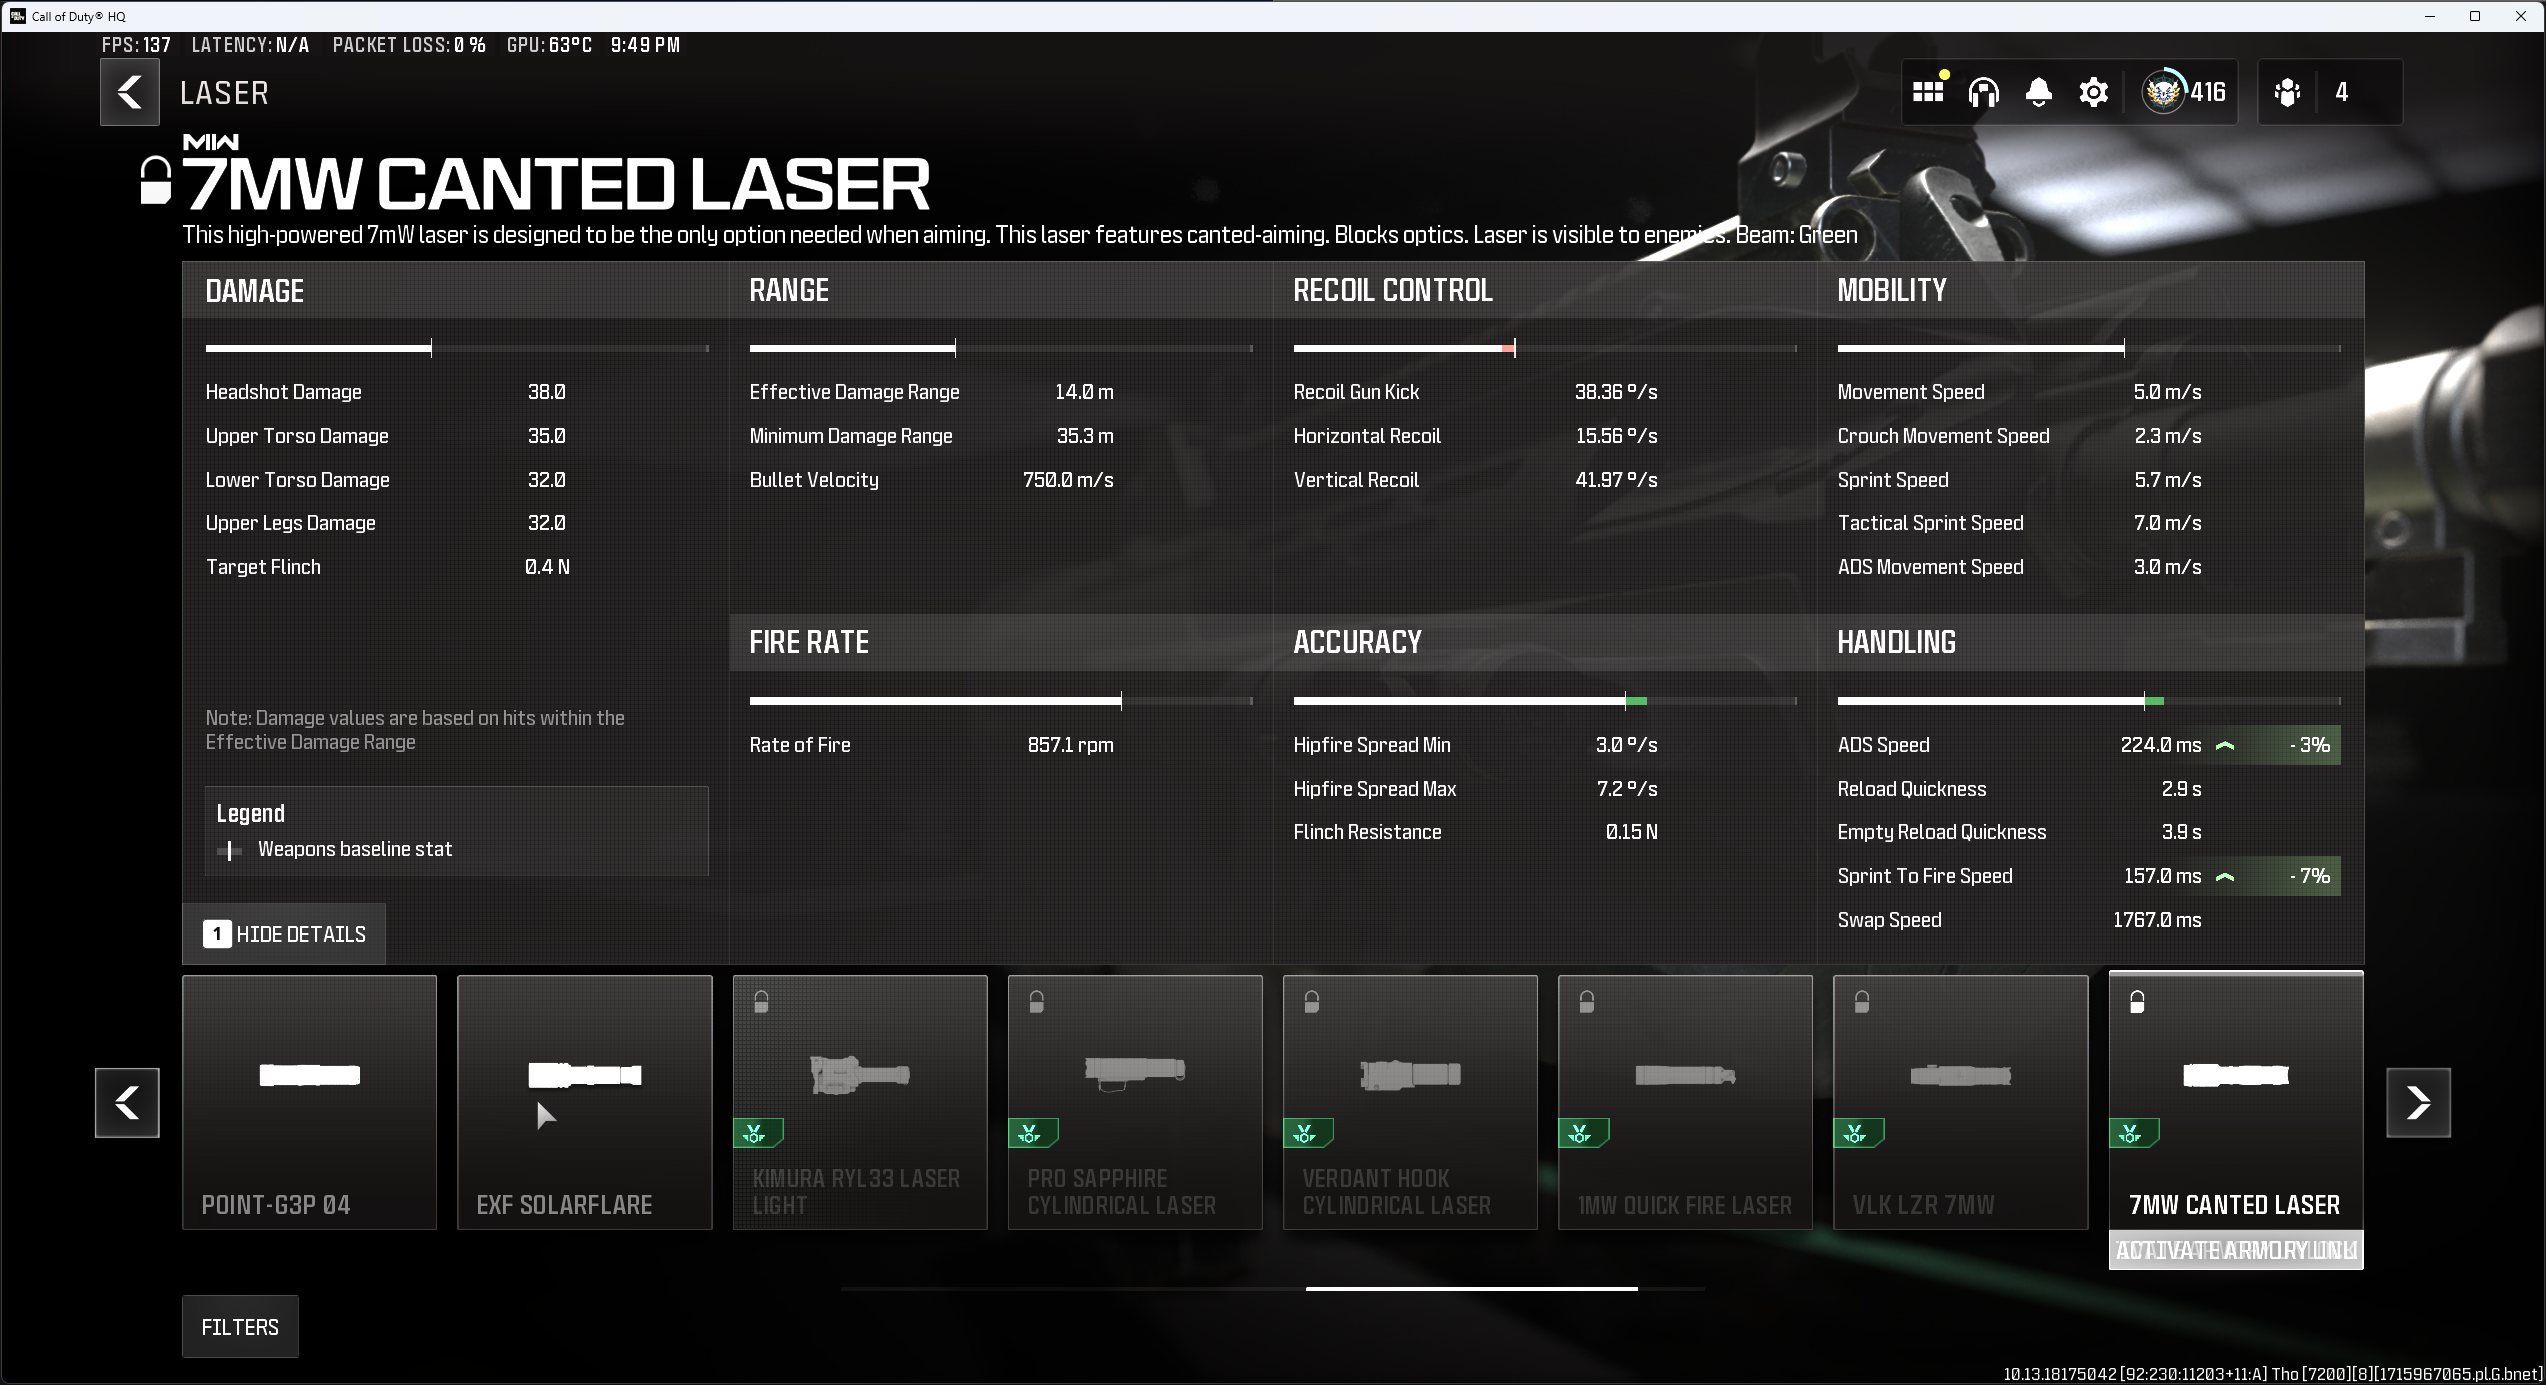 Call of Duty® HQ
FPS: 137 LATENCY: N/A PACKET LOSS: 0 % GPU: 63°C 9:49 PM
LASER
416
4
MW
7MW CANTED LASER
This high-powered 7mW laser is designed to be the only option needed when aiming. This laser features canted-aiming. Blocks optics. Laser is visible to enemies. Beam: Green
DAMAGE
Headshot Damage 38.0
Upper Torso Damage 35.0
Lower Torso Damage 32.0
Upper Legs Damage 32.0
Target Flinch 0.4 N
Note: Damage values are based on hits within the
Effective Damage Range
Legend
Weapons baseline stat
1 HIDE DETAILS
RANGE
Effective Damage Range 14.0 m
Minimum Damage Range 35.3 m
Bullet Velocity 750.0 m/s
FIRE RATE
Rate of Fire 857.1 rpm
RECOIL CONTROL
Recoil Gun Kick 38.36 º/s
Horizontal Recoil 15.56 º/s
Vertical Recoil 41.97 º/s
ACCURACY
Hipfire Spread Min 3.0 º/s
Hipfire Spread Max 7.2 º/s
Flinch Resistance 0.15 N
MOBILITY
Movement Speed 5.0 m/s
Crouch Movement Speed 2.3 m/s
Sprint Speed 5.7 m/s
Tactical Sprint Speed 7.0 m/s
ADS Movement Speed 3.0 m/s
HANDLING
ADS Speed 224.0 ms - 3%
Reload Quickness 2.9 s
Empty Reload Quickness 3.9 s
Sprint To Fire Speed 157.0 ms - 7%
Swap Speed 1767.0 ms
POINT-G3P 04
EXF SOLARFLARE
KIMURA RYL33 LASER
LIGHT
PRO SAPPHIRE
CYLINDRICAL LASER
VERDANT HOOK
CYLINDRICAL LASER
1MW QUICK FIRE LASER
VLK LZR 7MW
7MW CANTED LASER
ACTIVATE ARMORY UNL
FILTERS
10.13.18175042 [92:230:11203+11:A] Tho [7200][8][1715967065.pl.G.bnet]